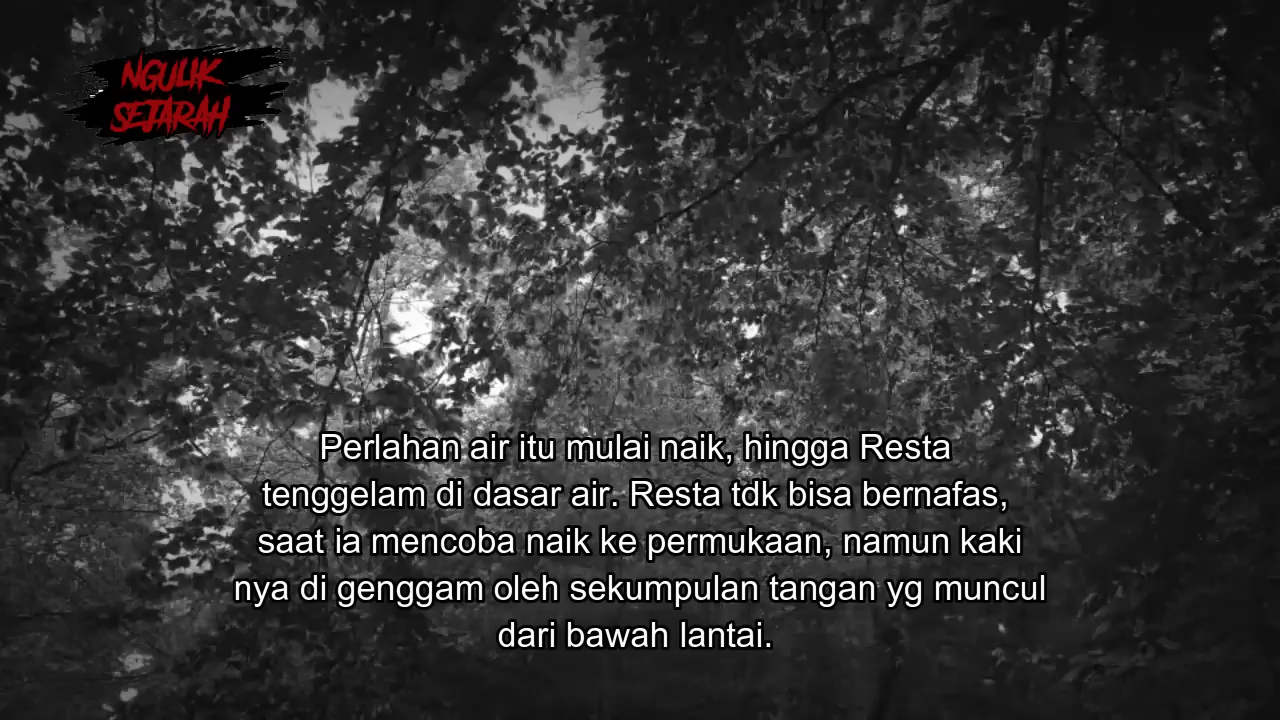 NGULIK
SEJARAH
Perlahan air itu mulai naik, hingga Resta
tenggelam di dasar air. Resta tdk bisa bernafas,
saat ia mencoba naik ke permukaan, namun kaki
nya di genggam oleh sekumpulan tangan yg muncul
dari bawah lantai.